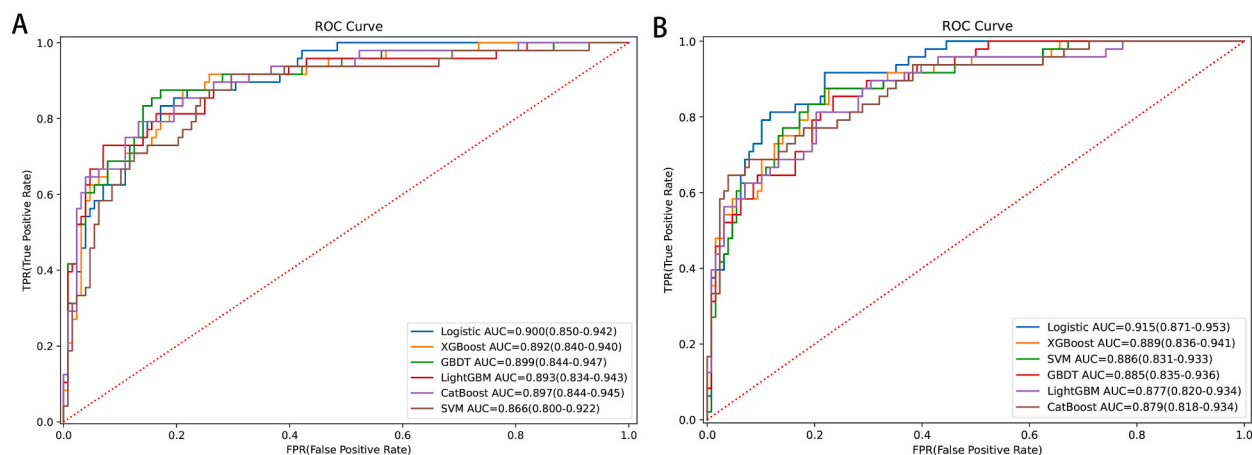 A
ROC Curve
1.0
0.8
0.6
0.4
0.2
0.0
TPR(True Positive Rate)
Logistic AUC=0.900(0.850-0.942)
XGBoost AUC=0.892(0.840-0.940)
GBDT AUC=0.899(0.844-0.947)
LightGBM AUC=0.893(0.834-0.943)
CatBoost AUC=0.897(0.844-0.945)
SVM AUC=0.866(0.800-0.922)
0.0 0.2 0.4 0.6 0.8 1.0
FPR(False Positive Rate)
B
ROC Curve
1.0
0.8
0.6
0.4
0.2
0.0
TPR(True Positive Rate)
Logistic AUC=0.915(0.871-0.953)
XGBoost AUC=0.889(0.836-0.941)
SVM AUC=0.886(0.831-0.933)
GBDT AUC=0.885(0.835-0.936)
LightGBM AUC=0.877(0.820-0.934)
CatBoost AUC=0.879(0.818-0.934)
0.0 0.2 0.4 0.6 0.8 1.0
FPR(False Positive Rate)